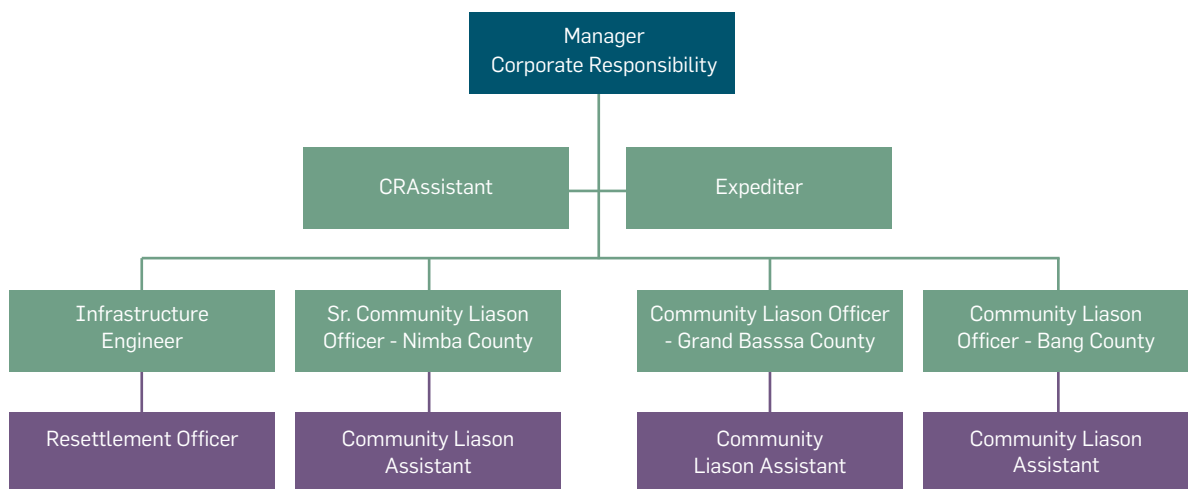 Manager
Corporate Responsibility
CRAssistant
Expediter
Infrastructure
Engineer
Sr. Community Liason
Officer - Nimba County
Community Liason Officer
- Grand Basssa County
Community Liason
Officer - Bang County
Resettlement Officer
Community Liason
Assistant
Community
Liason Assistant
Community Liason
Assistant